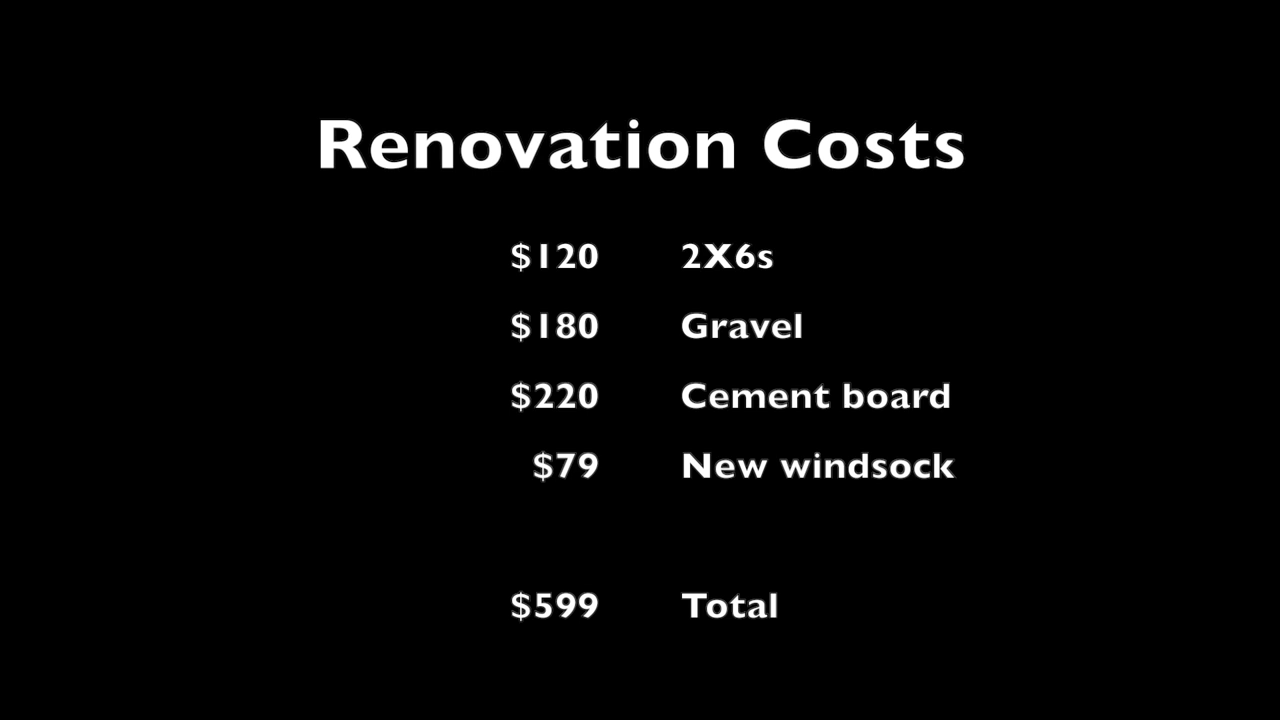 Renovation Costs
$120 2X6s
$180 Gravel
$220 Cement board
$79 New windsock
$599 Total